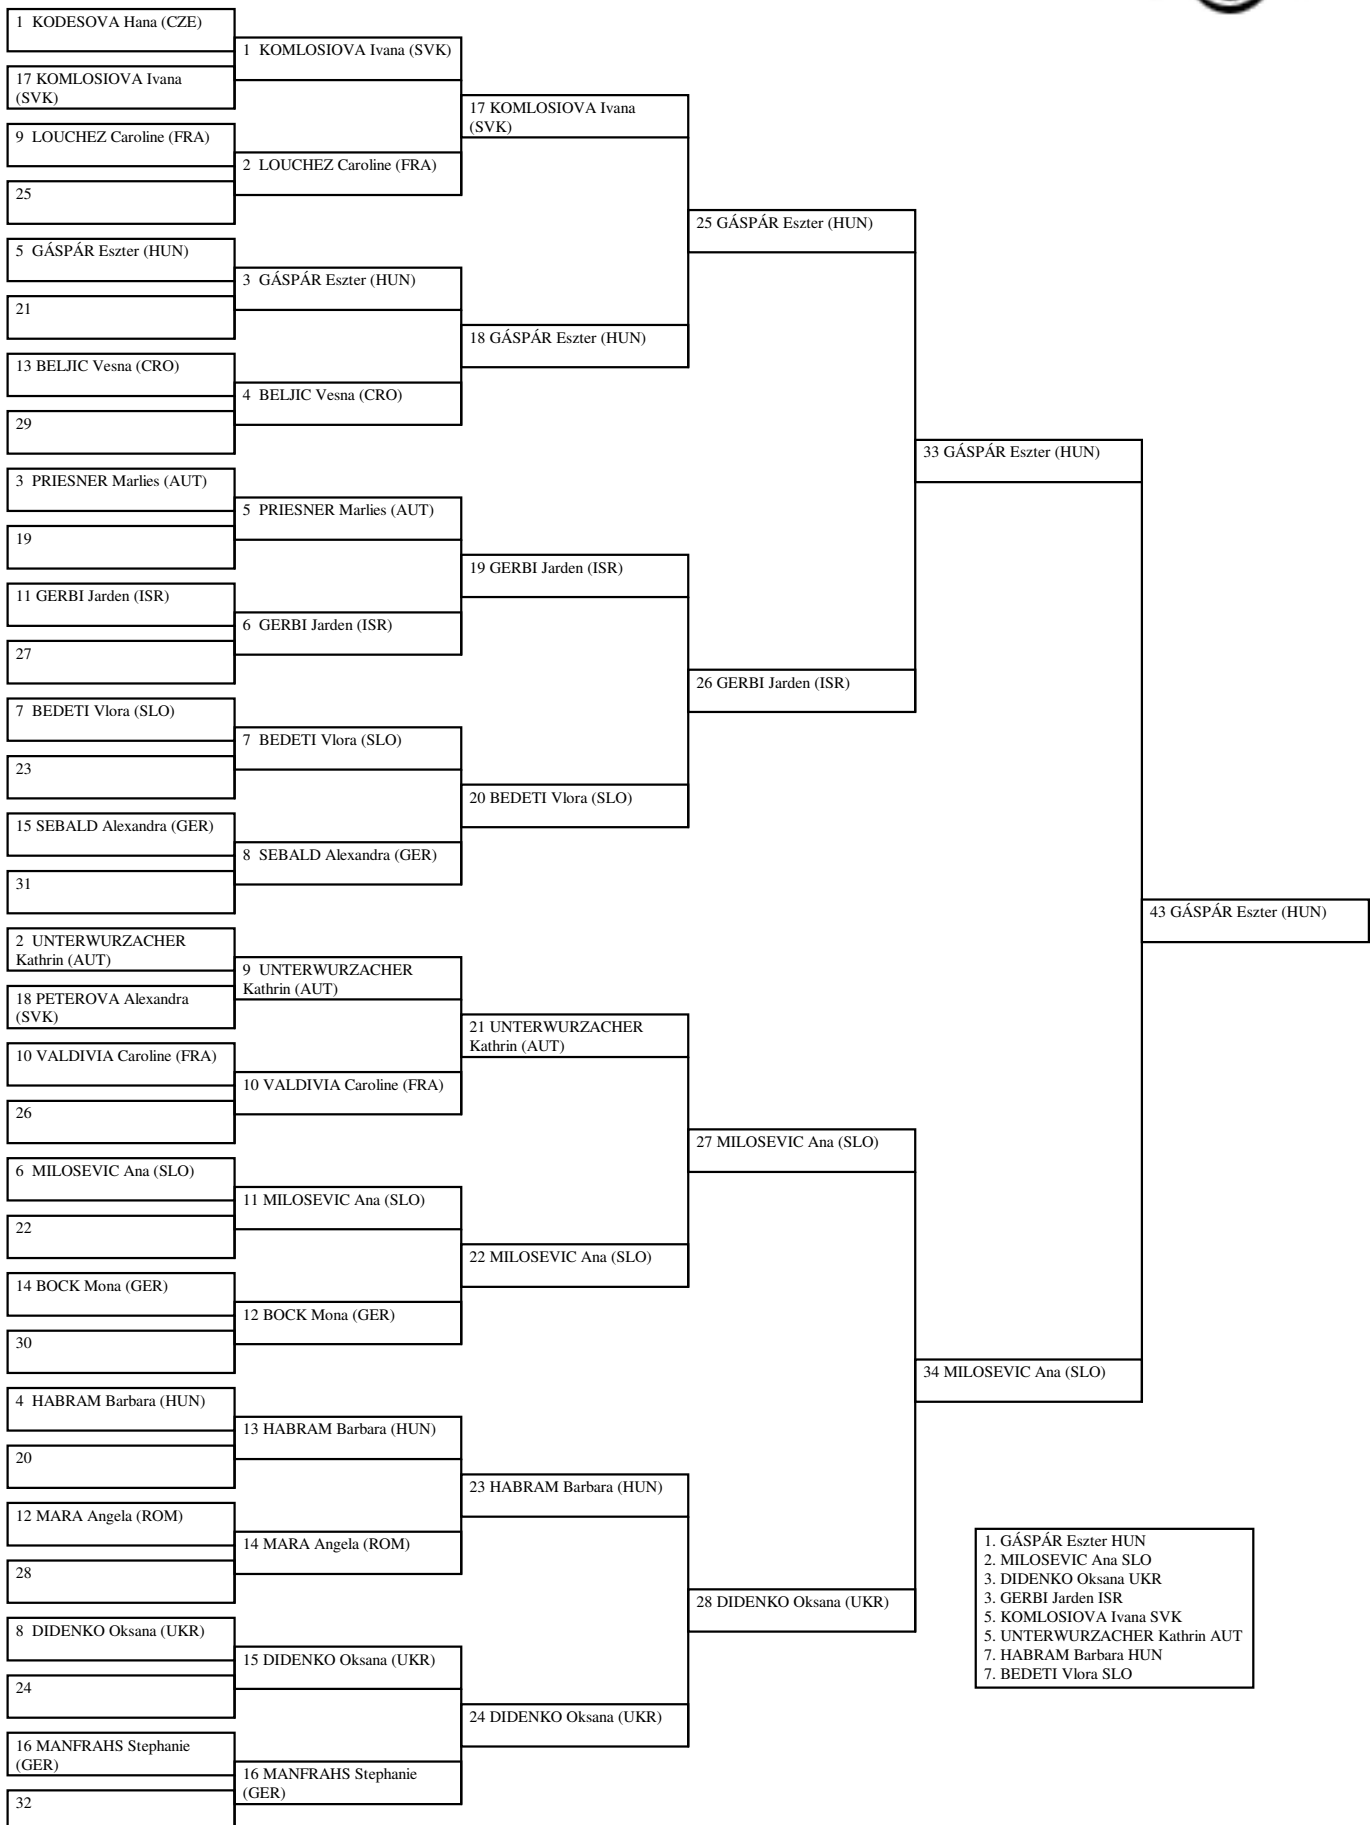 1 KODESOVA Hana (CZE)
17 KOMLOSIOVA Ivana
(SVK)
9 LOUCHEZ Caroline (FRA)
25
5 GÁSPÁR Eszter (HUN)
21
13 BELJIC Vesna (CRO)
29
3 PRIESNER Marlies (AUT)
19
11 GERBI Jarden (ISR)
27
7 BEDETI Vlora (SLO)
23
15 SEBALD Alexandra (GER)
31
2 UNTERWURZACHER
Kathrin (AUT)
18 PETEROVA Alexandra
(SVK)
10 VALDIVIA Caroline (FRA)
26
6 MILOSEVIC Ana (SLO)
22
14 BOCK Mona (GER)
30
4 HABRAM Barbara (HUN)
20
12 MARA Angela (ROM)
28
8 DIDENKO Oksana (UKR)
24
16 MANFRAHS Stephanie
(GER)
32
1 KOMLOSIOVA Ivana (SVK)
2 LOUCHEZ Caroline (FRA)
3 GÁSPÁR Eszter (HUN)
4 BELJIC Vesna (CRO)
5 PRIESNER Marlies (AUT)
6 GERBI Jarden (ISR)
7 BEDETI Vlora (SLO)
8 SEBALD Alexandra (GER)
9 UNTERWURZACHER
Kathrin (AUT)
10 VALDIVIA Caroline (FRA)
11 MILOSEVIC Ana (SLO)
12 BOCK Mona (GER)
13 HABRAM Barbara (HUN)
14 MARA Angela (ROM)
15 DIDENKO Oksana (UKR)
16 MANFRAHS Stephanie
(GER)
17 KOMLOSIOVA Ivana
(SVK)
18 GÁSPÁR Eszter (HUN)
19 GERBI Jarden (ISR)
20 BEDETI Vlora (SLO)
21 UNTERWURZACHER
Kathrin (AUT)
22 MILOSEVIC Ana (SLO)
23 HABRAM Barbara (HUN)
24 DIDENKO Oksana (UKR)
25 GÁSPÁR Eszter (HUN)
26 GERBI Jarden (ISR)
27 MILOSEVIC Ana (SLO)
28 DIDENKO Oksana (UKR)
33 GÁSPÁR Eszter (HUN)
34 MILOSEVIC Ana (SLO)
43 GÁSPÁR Eszter (HUN)
1. GÁSPÁR Eszter HUN
2. MILOSEVIC Ana SLO
3. DIDENKO Oksana UKR
3. GERBI Jarden ISR
5. KOMLOSIOVA Ivana SVK
5. UNTERWURZACHER Kathrin AUT
7. HABRAM Barbara HUN
7. BEDETI Vlora SLO